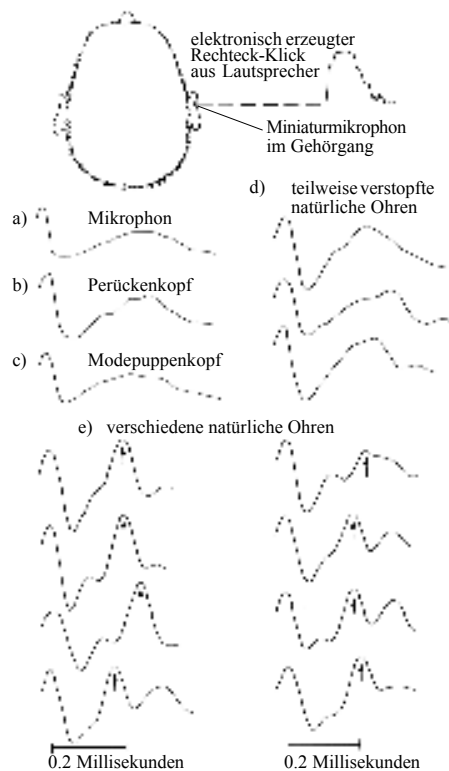 elektronisch erzeugter
Rechteck-Klick
aus Lautsprecher
Miniaturmikrophon
im Gehörgang
d) teilweise verstopfte
natürliche Ohren
a) Mikrophon
b) Perückenkopf
c) Modepuppenkopf
e) verschiedene natürliche Ohren
0.2 Millisekunden
0.2 Millisekunden